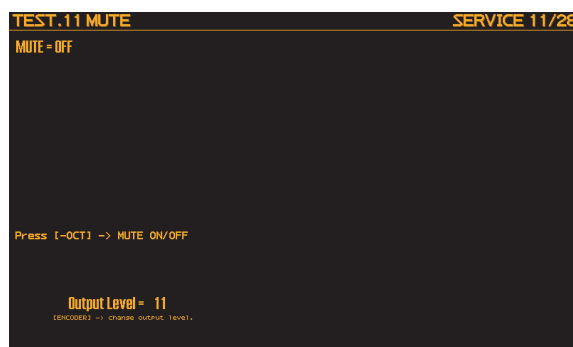 TEST.11 MUTE SERVICE 11/28
MUTE = OFF
Press [-OCT] -> MUTE ON/OFF
Output Level = 11
[ENCODER] -> change output level.